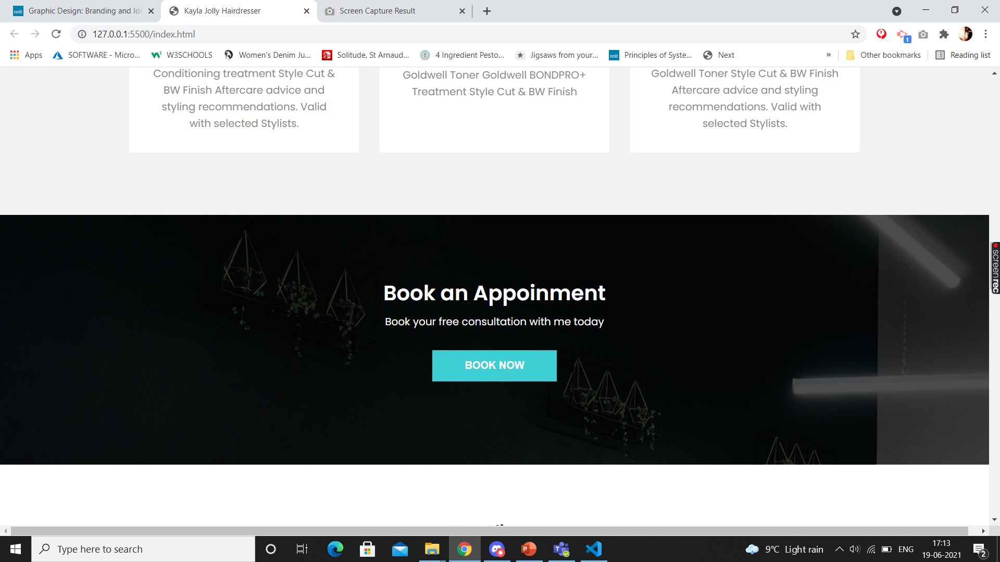 nmit Graphic Design: Branding and Ide
Kayla Jolly Hairdresser
Screen Capture Result
127.0.0.1:5500/index.html
1
Apps
SOFTWARE - Micro...
W3SCHOOLS
Women's Denim Ju...
Solitude, St Arnaud...
4 Ingredient Pesto...
Jigsaws from your...
nmit Principles of Syste...
Next
»
Other bookmarks
Reading list
Conditioning treatment Style Cut &
BW Finish Aftercare advice and
styling recommendations. Valid
with selected Stylists.
Goldwell Toner Goldwell BONDPRO+
Treatment Style Cut & BW Finish
Goldwell Toner Style Cut & BW Finish
Aftercare advice and styling
recommendations. Valid with
selected Stylists.
Book an Appoinment
Book your free consultation with me today
BOOK NOW
screenrec
Type here to search
9°C Light rain
ENG
17:13
19-06-2021
2